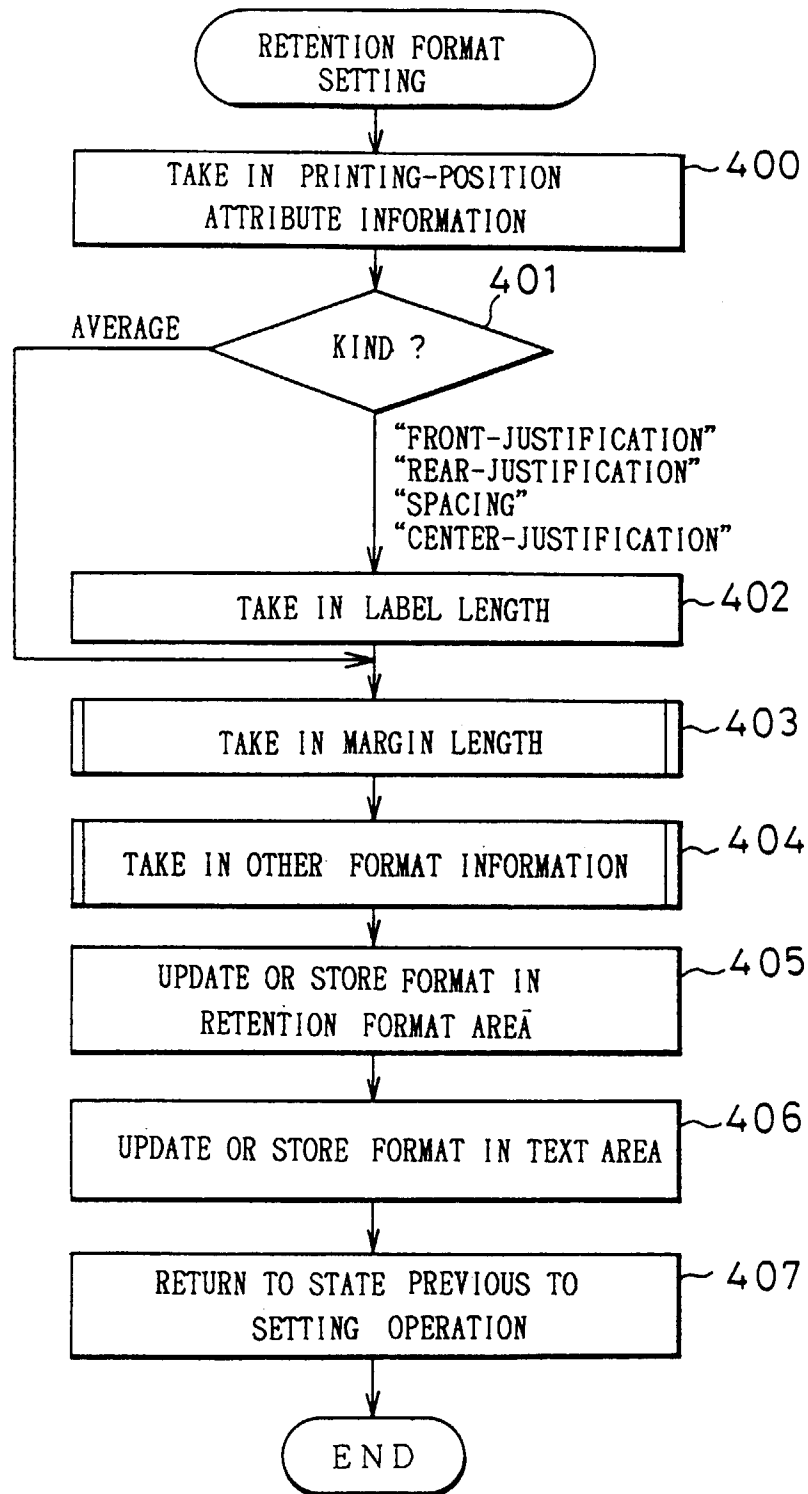 RETENTION FORMAT
SETTING
TAKE IN PRINTING-POSITION
ATTRIBUTE INFORMATION
400
401
AVERAGE
KIND ?
“FRONT-JUSTIFICATION”
“REAR-JUSTIFICATION”
“SPACING”
“CENTER-JUSTIFICATION”
TAKE IN LABEL LENGTH
402
TAKE IN MARGIN LENGTH
403
TAKE IN OTHER FORMAT INFORMATION
404
UPDATE OR STORE FORMAT IN
RETENTION FORMAT AREA
405
UPDATE OR STORE FORMAT IN TEXT AREA
406
RETURN TO STATE PREVIOUS TO
SETTING OPERATION
407
END